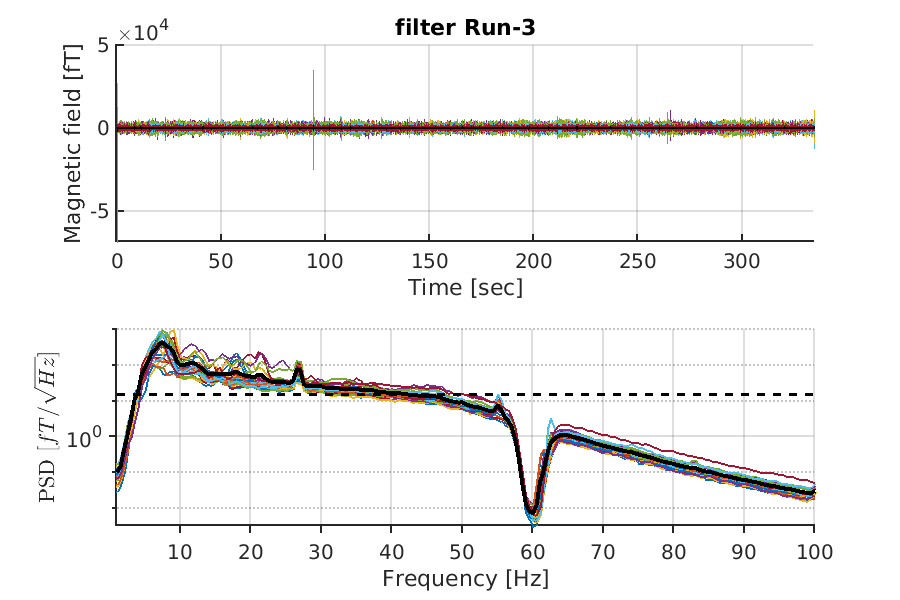 filter Run-3
×10^4
Magnetic field [fT]
5
0
-5
0 50 100 150 200 250 300
Time [sec]
PSD [fT/√Hz]
10^0
10 20 30 40 50 60 70 80 90 100
Frequency [Hz]